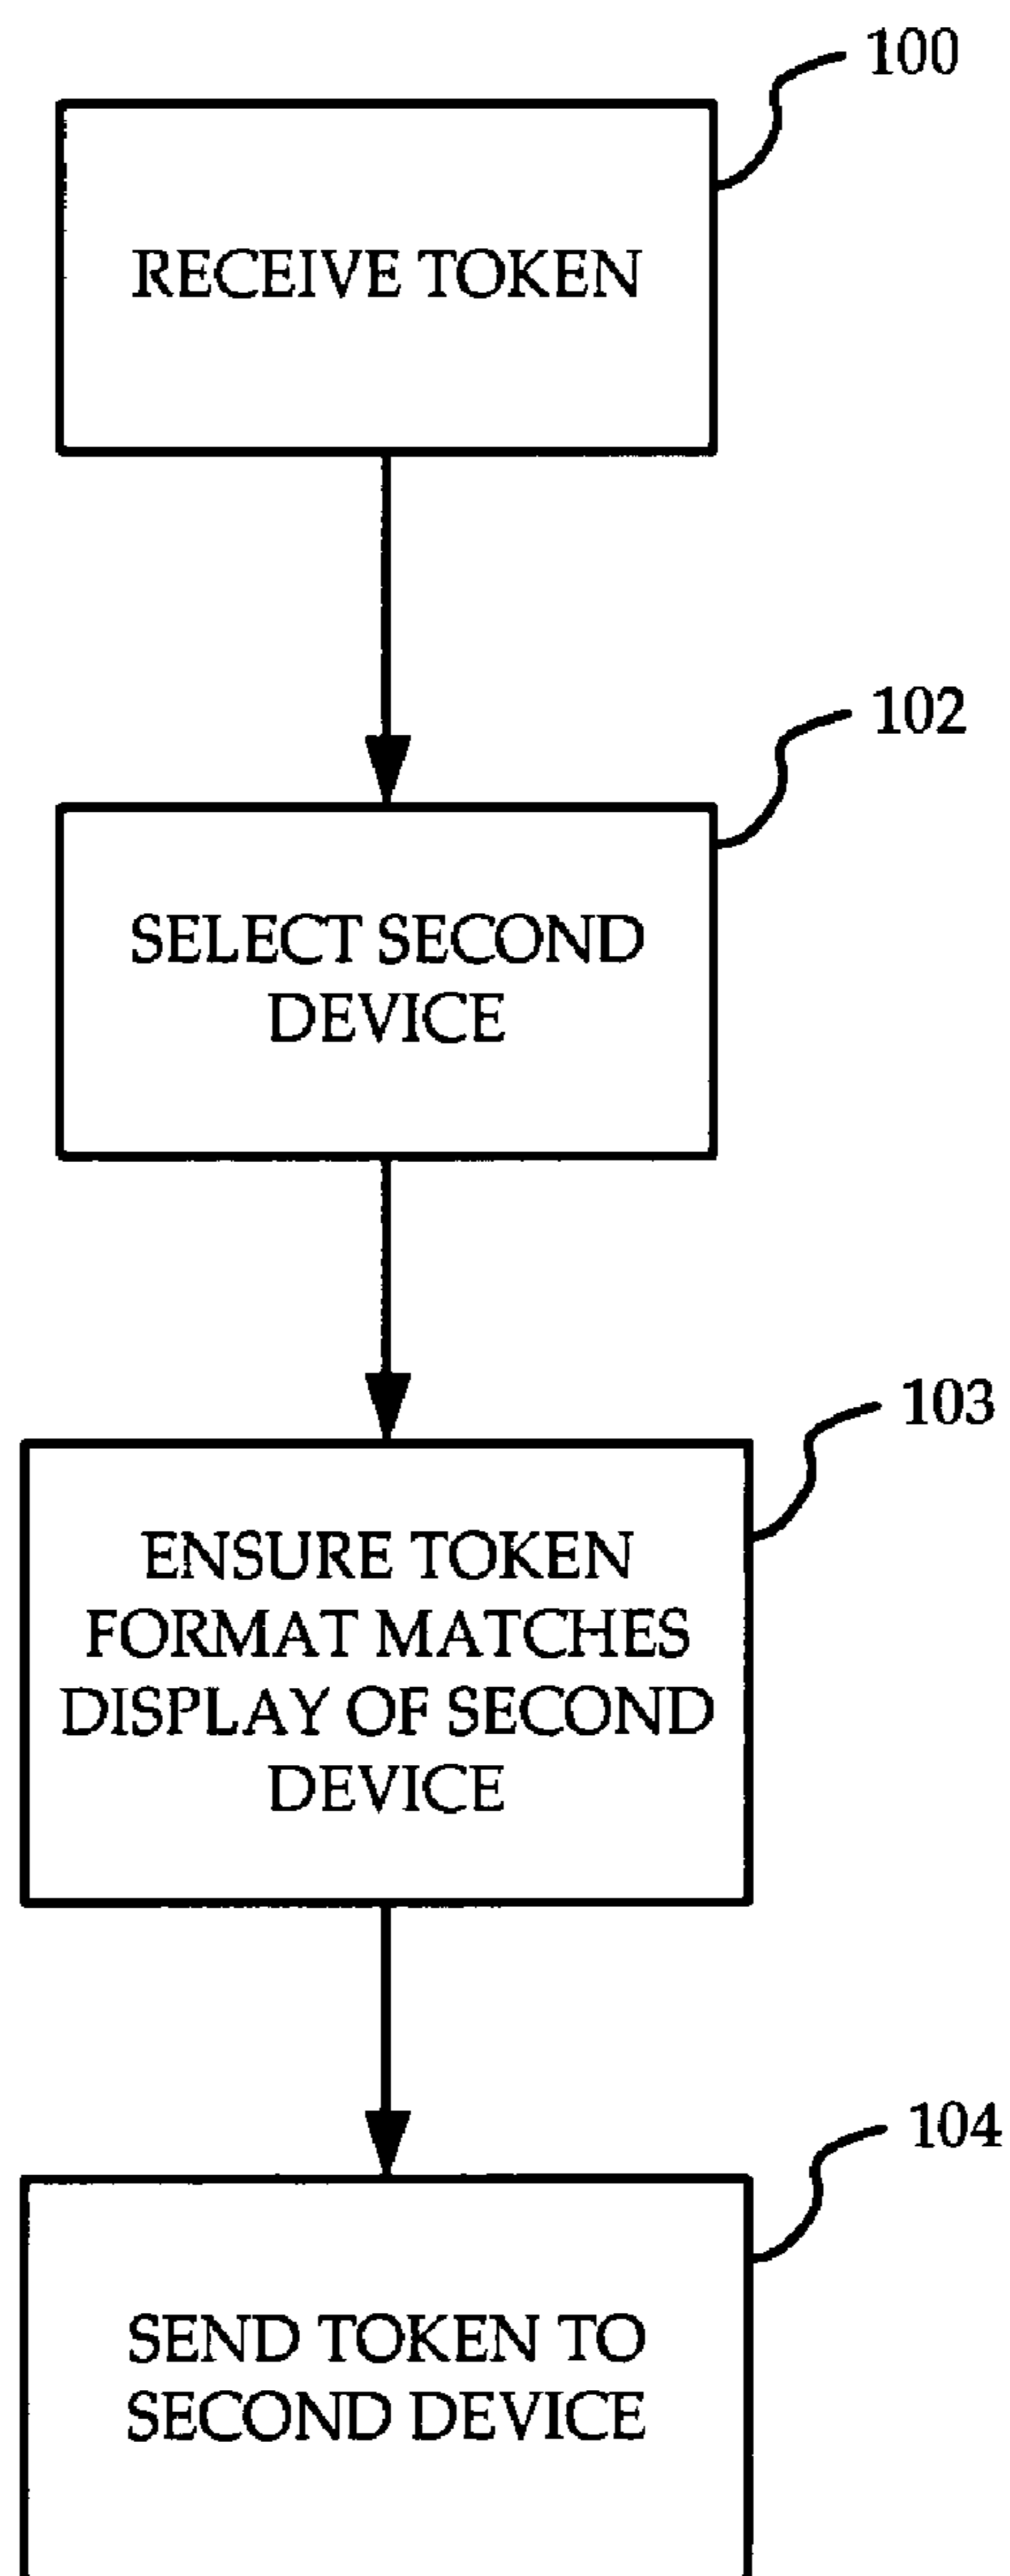 100
RECEIVE TOKEN
102
SELECT SECOND
DEVICE
103
ENSURE TOKEN
FORMAT MATCHES
DISPLAY OF SECOND
DEVICE
104
SEND TOKEN TO
SECOND DEVICE